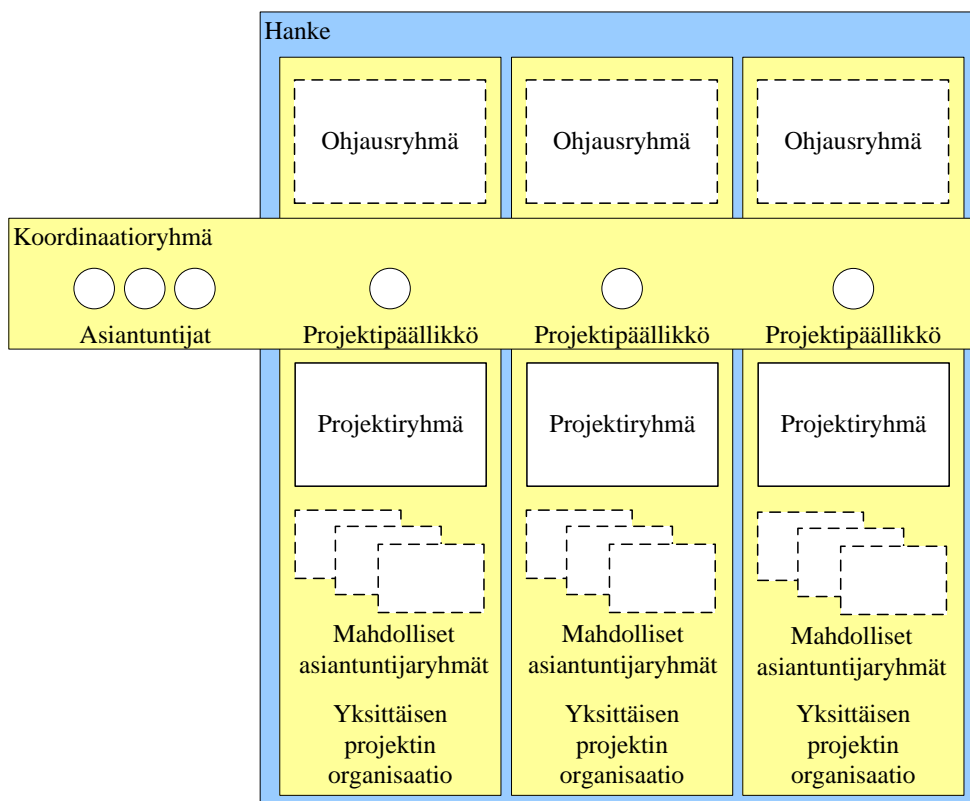 Hanke
Ohjausryhmä Ohjausryhmä Ohjausryhmä
Koordinaatioryhmä
Asiantuntijat Projektipäällikkö Projektipäällikkö Projektipäällikkö
Projektiryhmä Projektiryhmä Projektiryhmä
Mahdolliset
asiantuntijaryhmät
Mahdolliset
asiantuntijaryhmät
Mahdolliset
asiantuntijaryhmät
Yksittäisen
projektin
organisaatio
Yksittäisen
projektin
organisaatio
Yksittäisen
projektin
organisaatio